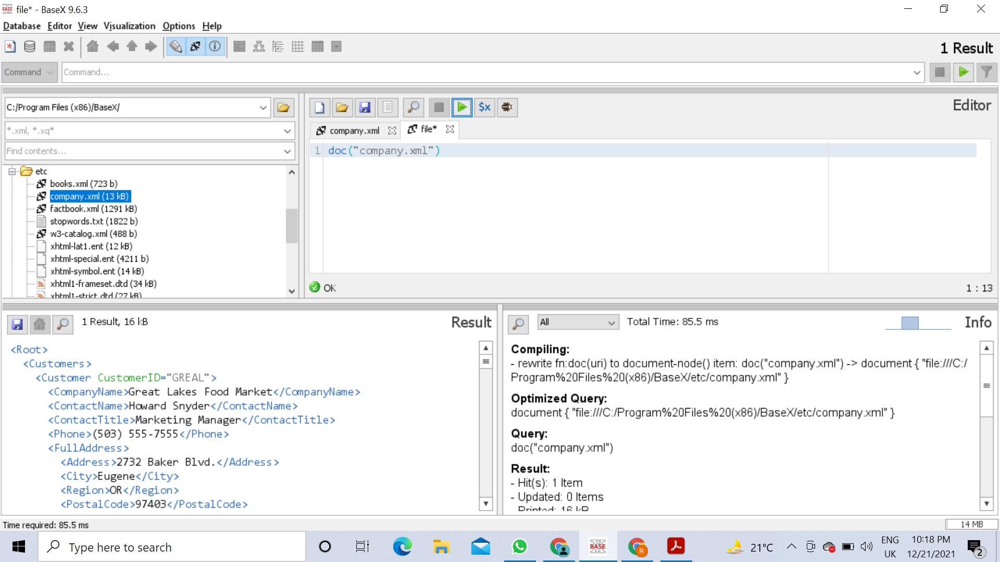 file* - BaseX 9.6.3
Database Editor View Visualization Options Help
1 Result
Command Command...
C:/Program Files (x86)/BaseX/
Editor
*.xml, *.xq*
company.xml file*
Find contents...
1 doc("company.xml")
etc
books.xml (723 b)
company.xml (13 kB)
factbook.xml (1291 kB)
stopwords.txt (1822 b)
w3-catalog.xml (488 b)
xhtml-lat1.ent (12 kB)
xhtml-special.ent (4211 b)
xhtml-symbol.ent (14 kB)
xhtml1-frameset.dtd (34 kB)
xhtml1-strict.dtd (27 kB)
OK
1 : 13
1 Result, 16 kB
Result
<Root>
<Customers>
<Customer CustomerID="GREAL">
<CompanyName>Great Lakes Food Market</CompanyName>
<ContactName>Howard Snyder</ContactName>
<ContactTitle>Marketing Manager</ContactTitle>
<Phone>(503) 555-7555</Phone>
<FullAddress>
<Address>2732 Baker Blvd.</Address>
<City>Eugene</City>
<Region>OR</Region>
<PostalCode>97403</PostalCode>
All
Total Time: 85.5 ms
Info
Compiling:
- rewrite fn:doc(uri) to document-node() item: doc("company.xml") -> document { "file:///C:/
Program%20Files%20(x86)/BaseX/etc/company.xml" }
Optimized Query:
document { "file:///C:/Program%20Files%20(x86)/BaseX/etc/company.xml" }
Query:
doc("company.xml")
Result:
- Hit(s): 1 Item
- Updated: 0 Items
- Printed: 16 kB
Time required: 85.5 ms
14 MB
Type here to search
BASE
R
21°C
ENG
UK
10:18 PM
12/21/2021
2
$x